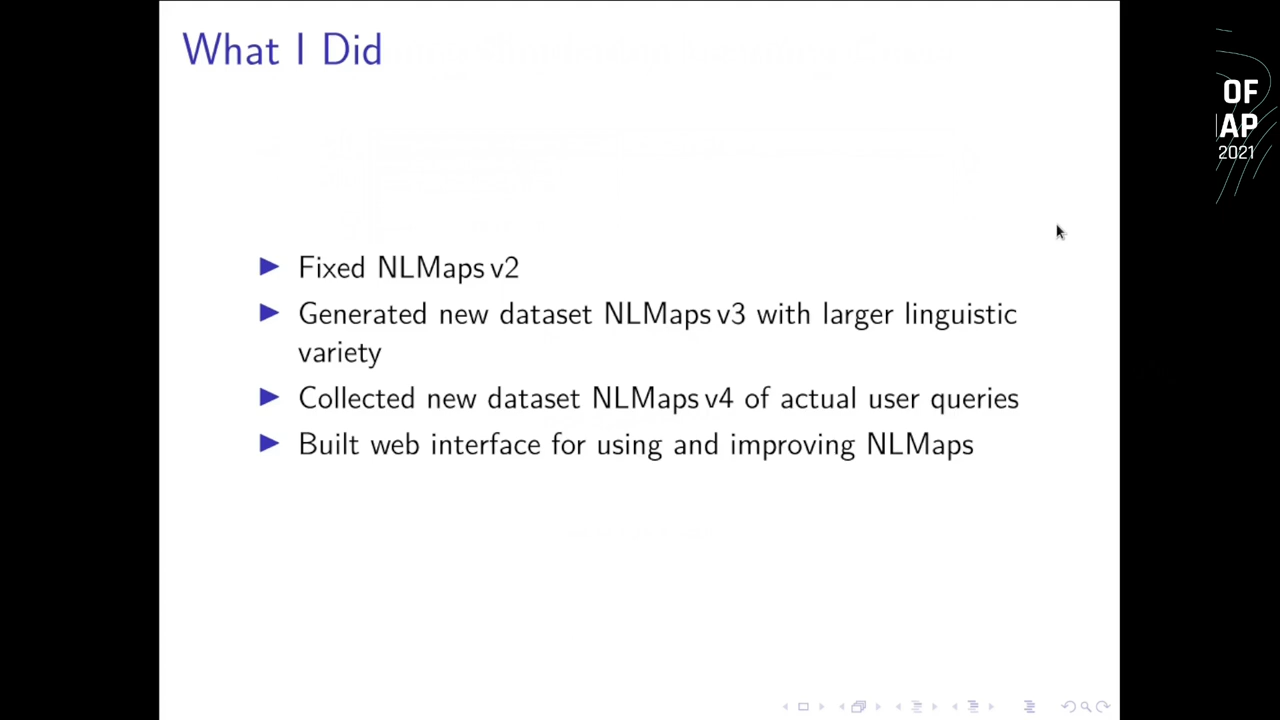 What I Did
OF
AP
2021
Fixed NLMaps v2
Generated new dataset NLMaps v3 with larger linguistic
variety
Collected new dataset NLMaps v4 of actual user queries
Built web interface for using and improving NLMaps